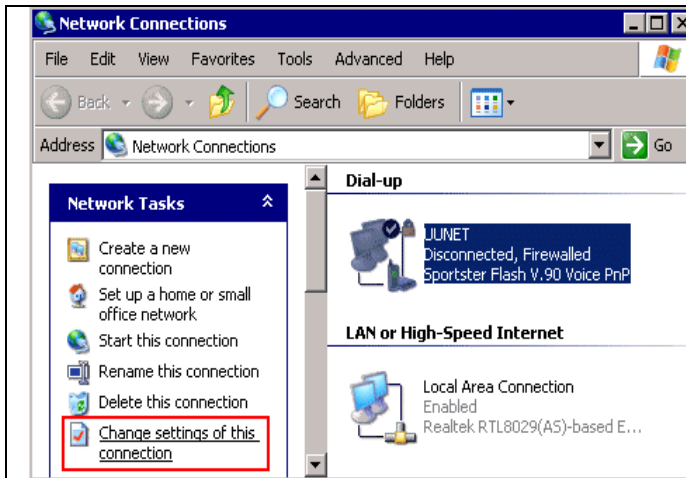 Network Connections
File Edit View Favorites Tools Advanced Help
Back Search Folders
Address Network Connections Go
Network Tasks
Create a new
connection
Set up a home or small
office network
Start this connection
Rename this connection
Delete this connection
Change settings of this
connection
Dial-up
UUNET
Disconnected, Firewalled
Sportster Flash V.90 Voice PnP
LAN or High-Speed Internet
Local Area Connection
Enabled
Realtek RTL8029(AS)-based E...